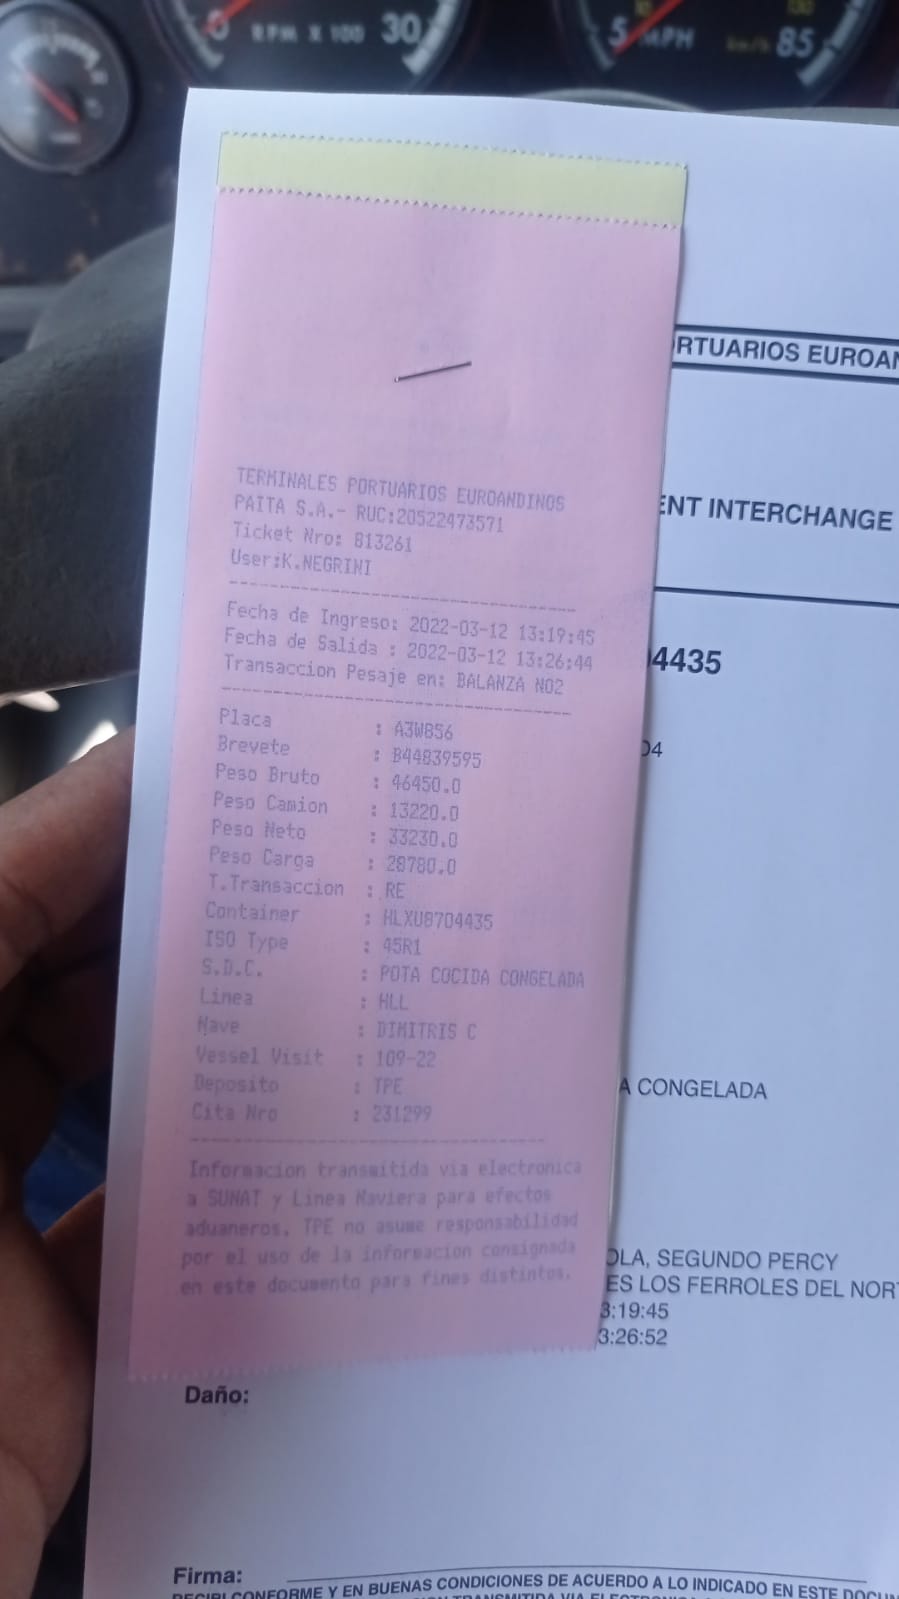 RPM X 100 30
5 MPH km/h 85
TERMINALES PORTUARIOS EUROANDINOS
PAITA S.A.- RUC:20522473571
Ticket Nro: 813261
User:K.NEGRINI
Fecha de Ingreso: 2022-03-12 13:19:45
Fecha de Salida : 2022-03-12 13:26:44
Transaccion Pesaje en: BALANZA N02
Placa : A3W856
Brevete : B44839595
Peso Bruto : 46450.0
Peso Camion : 13220.0
Peso Neto : 33230.0
Peso Carga : 28780.0
T.Transaccion : RE
Container : HLXU8704435
ISO Type : 45R1
S.D.C. : POTA COCIDA CONGELADA
Linea : HLL
Nave : DIMITRIS C
Vessel Visit : 109-22
Deposito : TPE
Cita Nro : 231299
Informacion transmitida via electronica
a SUNAT y Linea Naviera para efectos
aduaneros. TPE no asume responsabilidad
por el uso de la informacion consignada
en este documento para fines distintos.
RTUARIOS EUROAN
ENT INTERCHANGE
4435
04
A CONGELADA
OLA, SEGUNDO PERCY
ES LOS FERROLES DEL NOR
3:19:45
3:26:52
Daño:
Firma:
CONFORME Y EN BUENAS CONDICIONES DE ACUERDO A LO INDICADO EN ESTE DOCUM